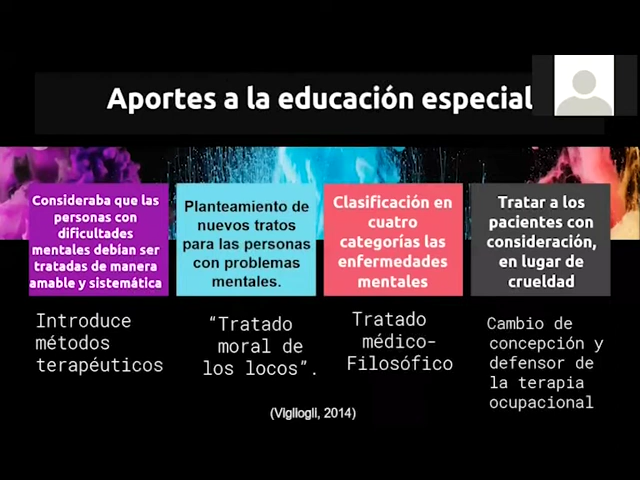 Aportes a la educación especial
Consideraba que las
personas con
dificultades
mentales debían ser
tratadas de manera
amable y sistemática
Planteamiento de
nuevos tratos
para las personas
con problemas
mentales.
Clasificación en
cuatro
categorías las
enfermedades
mentales
Tratar a los
pacientes con
consideración,
en lugar de
crueldad
Introduce
métodos
terapéuticos
“Tratado
moral de
los locos”.
Tratado
médico-
Filosófico
Cambio de
concepción y
defensor de
la terapia
ocupacional
(Vigliogli, 2014)